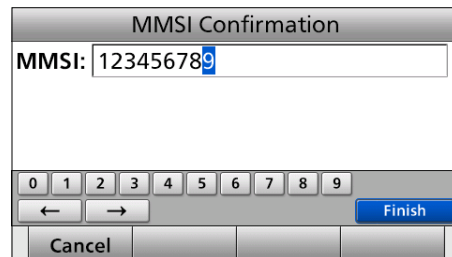 MMSI Confirmation
MMSI: 123456789
0 1 2 3 4 5 6 7 8 9
← → Finish
Cancel